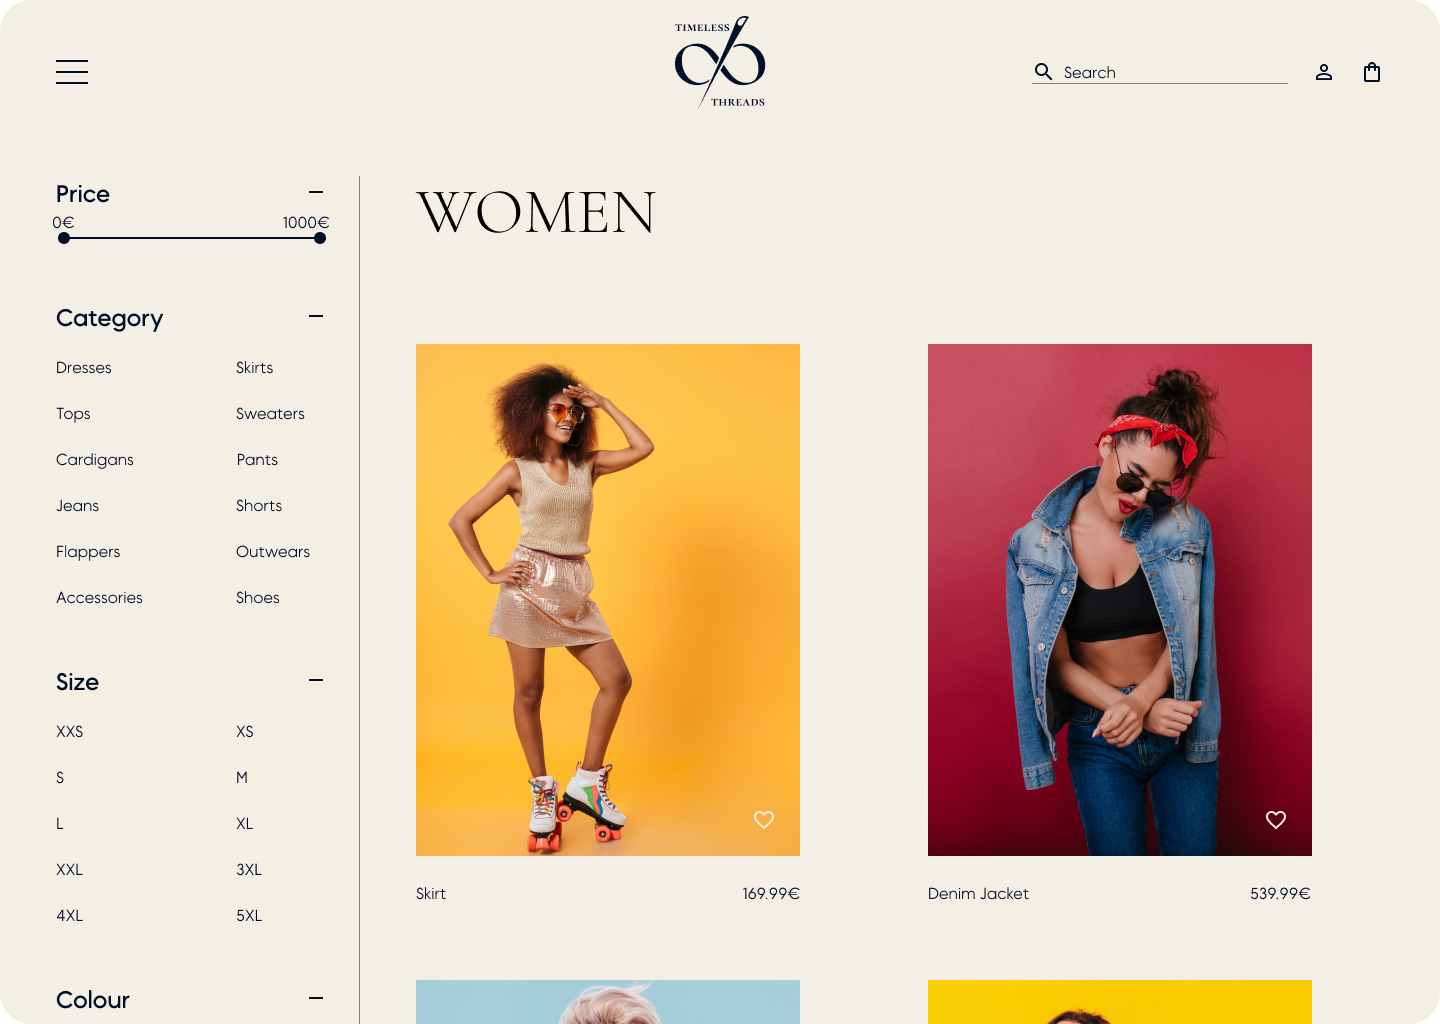 TIMELESS
THREADS
Search
Price
0€ 1000€
Category
Dresses Skirts
Tops Sweaters
Cardigans Pants
Jeans Shorts
Flappers Outwears
Accessories Shoes
Size
XXS XS
S M
L XL
XXL 3XL
4XL 5XL
Colour
WOMEN
Skirt 169.99€
Denim Jacket 539.99€